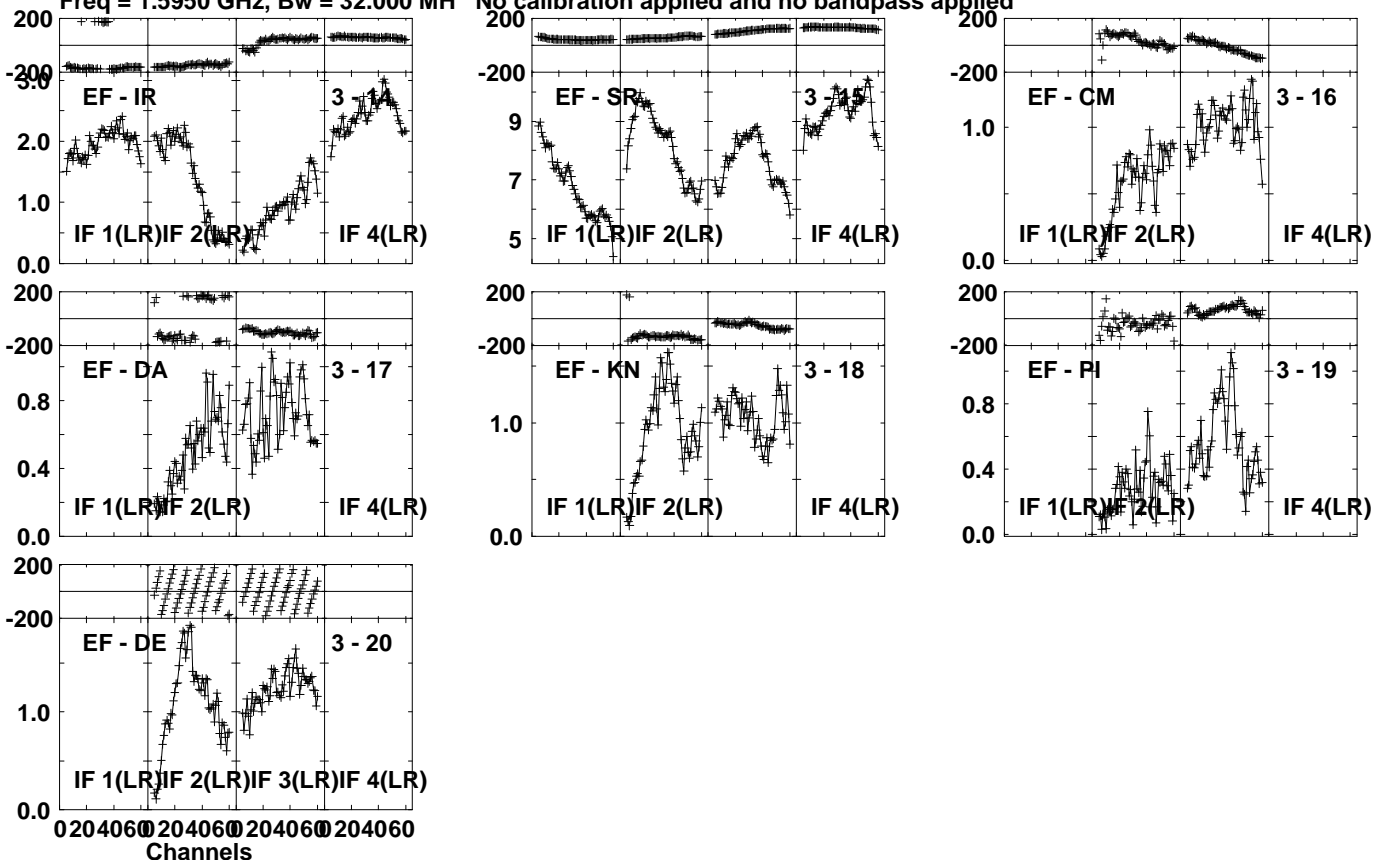 Freq = 1.5950 GHz, Bw = 32.000 MH   No calibration applied and no bandpass applied
200
-200
3.0
2.0
1.0
0.0
EF - IR
3 - 14
IF 1(LR)
IF 2(LR)
IF 4(LR)
200
-200
9
7
5
EF - SR
3 - 15
IF 1(LR)
IF 2(LR)
IF 4(LR)
200
-200
1.0
0.0
EF - CM
3 - 16
IF 1(LR)
IF 2(LR)
IF 4(LR)
200
-200
0.8
0.4
0.0
EF - DA
3 - 17
IF 1(LR)
IF 2(LR)
IF 4(LR)
200
-200
1.0
0.0
EF - KN
3 - 18
IF 1(LR)
IF 2(LR)
IF 4(LR)
200
-200
0.8
0.4
0.0
EF - PI
3 - 19
IF 1(LR)
IF 2(LR)
IF 4(LR)
200
-200
1.0
0.0
EF - DE
3 - 20
IF 1(LR)
IF 2(LR)
IF 3(LR)
IF 4(LR)
0 20 40 60 0 20 40 60 0 20 40 60 0 20 40 60
Channels